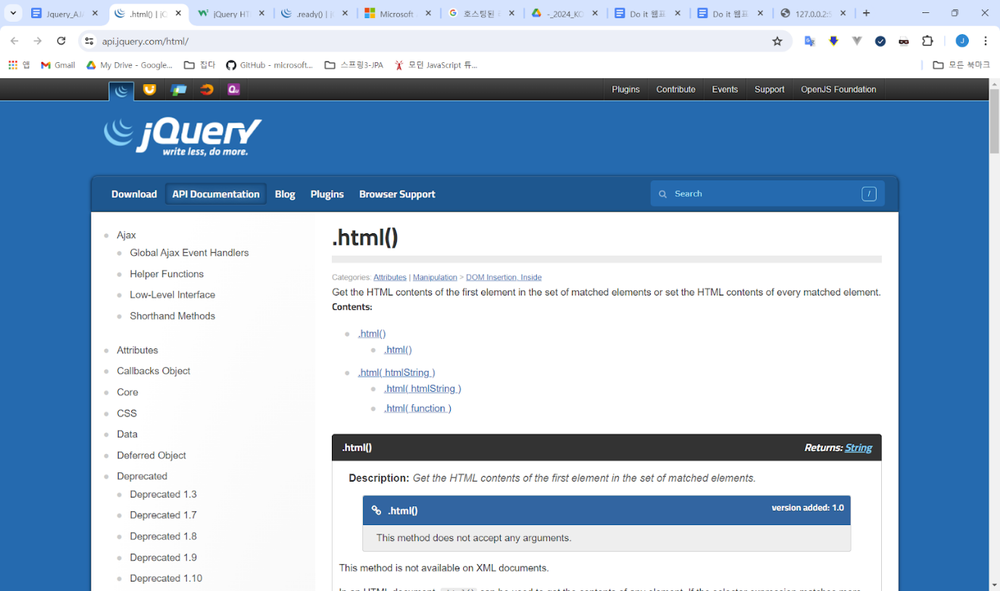 Jquery_AJ
.html() | jQ
jQuery HT
.ready() | j
Microsoft
호스팅된
-_2024_KO
Do it 웹표
Do it 웹표
127.0.0.2:5
api.jquery.com/html/
J
앱
Gmail
My Drive - Google...
잡다
GitHub - microsoft...
스프링3-JPA
모던 JavaScript 튜...
모든 북마크
Plugins
Contribute
Events
Support
OpenJS Foundation
jQuery
write less, do more.
Download
API Documentation
Blog
Plugins
Browser Support
Search
/
Ajax
Global Ajax Event Handlers
Helper Functions
Low-Level Interface
Shorthand Methods
Attributes
Callbacks Object
Core
CSS
Data
Deferred Object
Deprecated
Deprecated 1.3
Deprecated 1.7
Deprecated 1.8
Deprecated 1.9
Deprecated 1.10
.html()
Categories: Attributes | Manipulation > DOM Insertion, Inside
Get the HTML contents of the first element in the set of matched elements or set the HTML contents of every matched element.
Contents:
.html()
.html()
.html( htmlString )
.html( htmlString )
.html( function )
.html() Returns: String
Description: Get the HTML contents of the first element in the set of matched elements.
.html() version added: 1.0
This method does not accept any arguments.
This method is not available on XML documents.
In an HTML document, .html() can be used to get the contents of any element. If the selector expression matches more